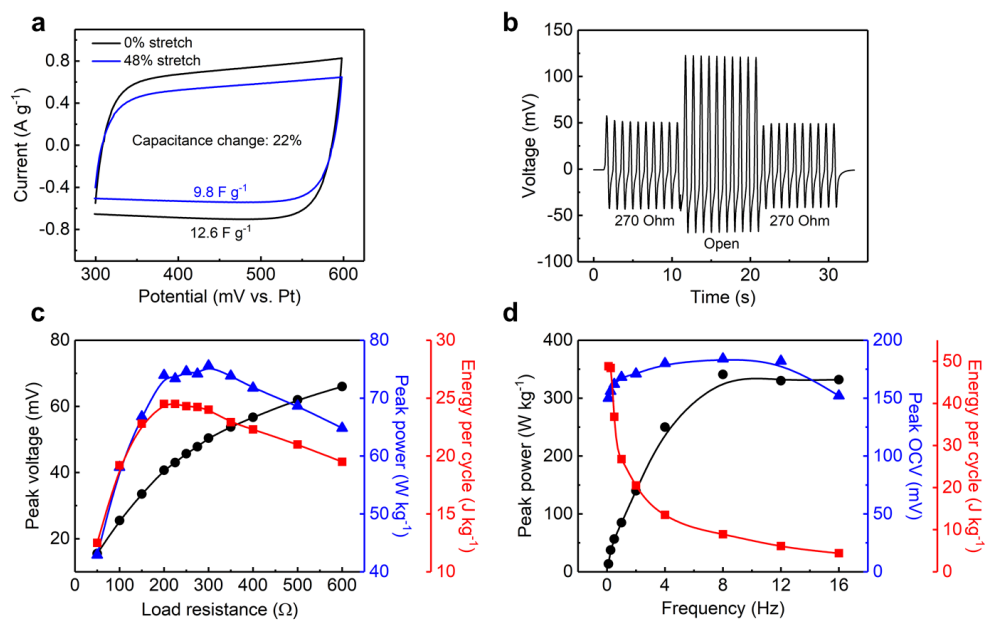 a
0% stretch
48% stretch
Capacitance change: 22%
9.8 F g⁻¹
12.6 F g⁻¹
0.8
0.4
0.0
-0.4
-0.8
Current (A g⁻¹)
300
400
500
600
Potential (mV vs. Pt)
b
150
100
50
0
-50
-100
Voltage (mV)
270 Ohm
Open
270 Ohm
0
10
20
30
Time (s)
c
80
60
40
20
Peak voltage (mV)
50
100
200
300
400
500
600
Load resistance (Ω)
80
70
60
50
40
Peak power (W kg⁻¹)
30
25
20
15
10
Energy per cycle (J kg⁻¹)
d
400
300
200
100
0
Peak power (W kg⁻¹)
0
4
8
12
16
Frequency (Hz)
200
150
100
50
0
Peak OCV (mV)
50
40
30
20
10
0
Energy per cycle (J kg⁻¹)